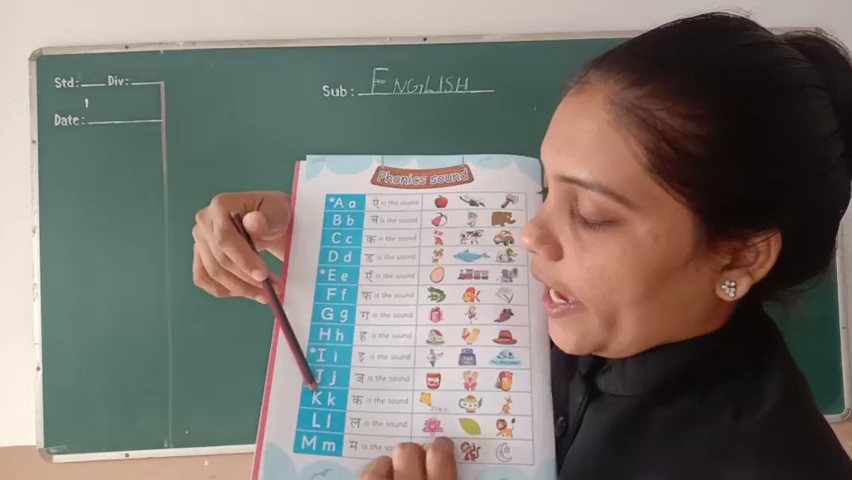 Std: Div:
Sub: ENGLISH
Date:
Phonics sound
*A a ऍ is the sound
B b ब is the sound
C c क is the sound
D d ड is the sound
*E e ऍ is the sound
F f फ is the sound
G g ग is the sound
H h ह is the sound
*I i इ is the sound
J j ज is the sound
K k क is the sound
L l ल is the sound
M m म is the